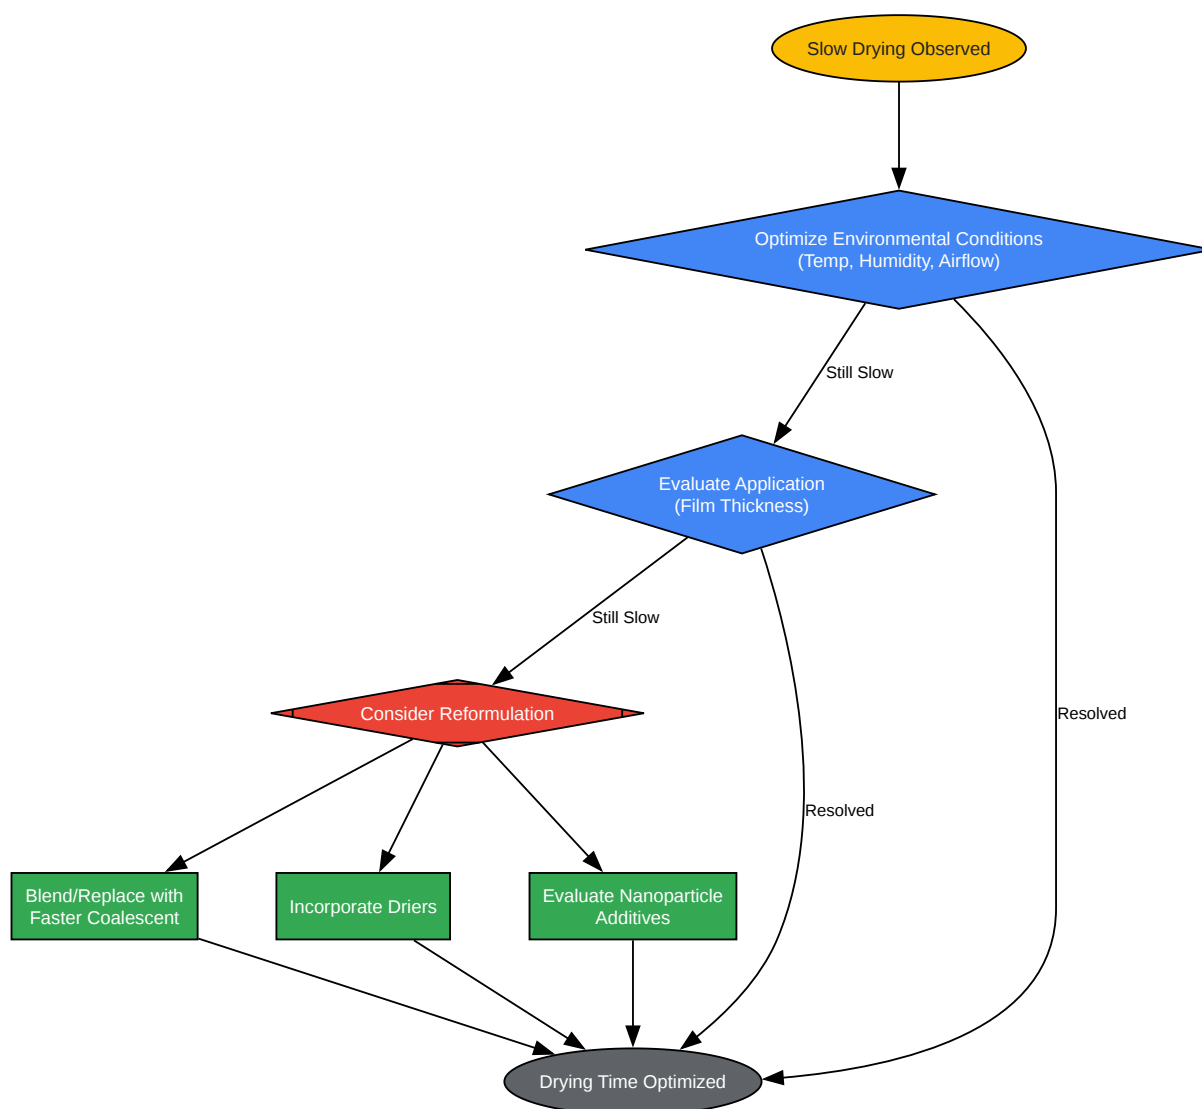 Slow Drying Observed
Optimize Environmental Conditions
(Temp, Humidity, Airflow)
Still Slow
Evaluate Application
(Film Thickness)
Still Slow
Consider Reformulation
Resolved
Resolved
Blend/Replace with
Faster Coalescent
Incorporate Driers
Evaluate Nanoparticle
Additives
Drying Time Optimized